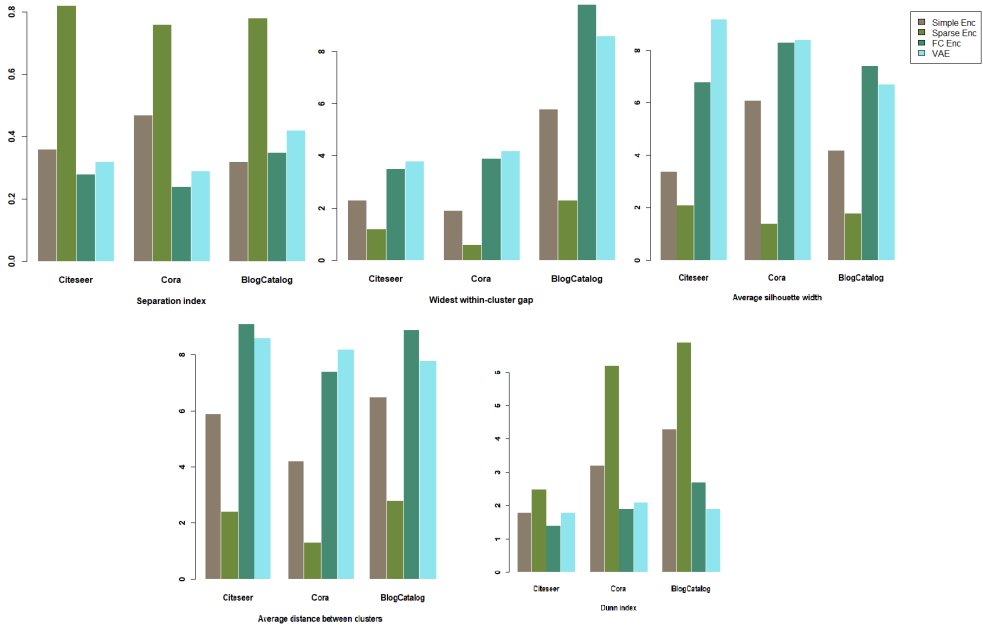 Simple Enc
Sparse Enc
FC Enc
VAE
0.0
0.2
0.4
0.6
0.8
Citeseer
Cora
BlogCatalog
Separation index
0
2
4
6
8
Citeseer
Cora
BlogCatalog
Widest within-cluster gap
0
2
4
6
8
Citeseer
Cora
BlogCatalog
Average silhouette width
0
2
4
6
8
Citeseer
Cora
BlogCatalog
Average distance between clusters
0
1
2
3
4
Citeseer
Cora
BlogCatalog
Dunn index